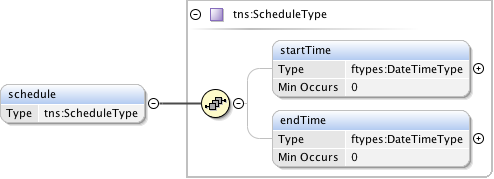 tns:ScheduleType
startTime
Type ftypes:DateTimeType
Min Occurs 0
schedule
Type tns:ScheduleType
endTime
Type ftypes:DateTimeType
Min Occurs 0